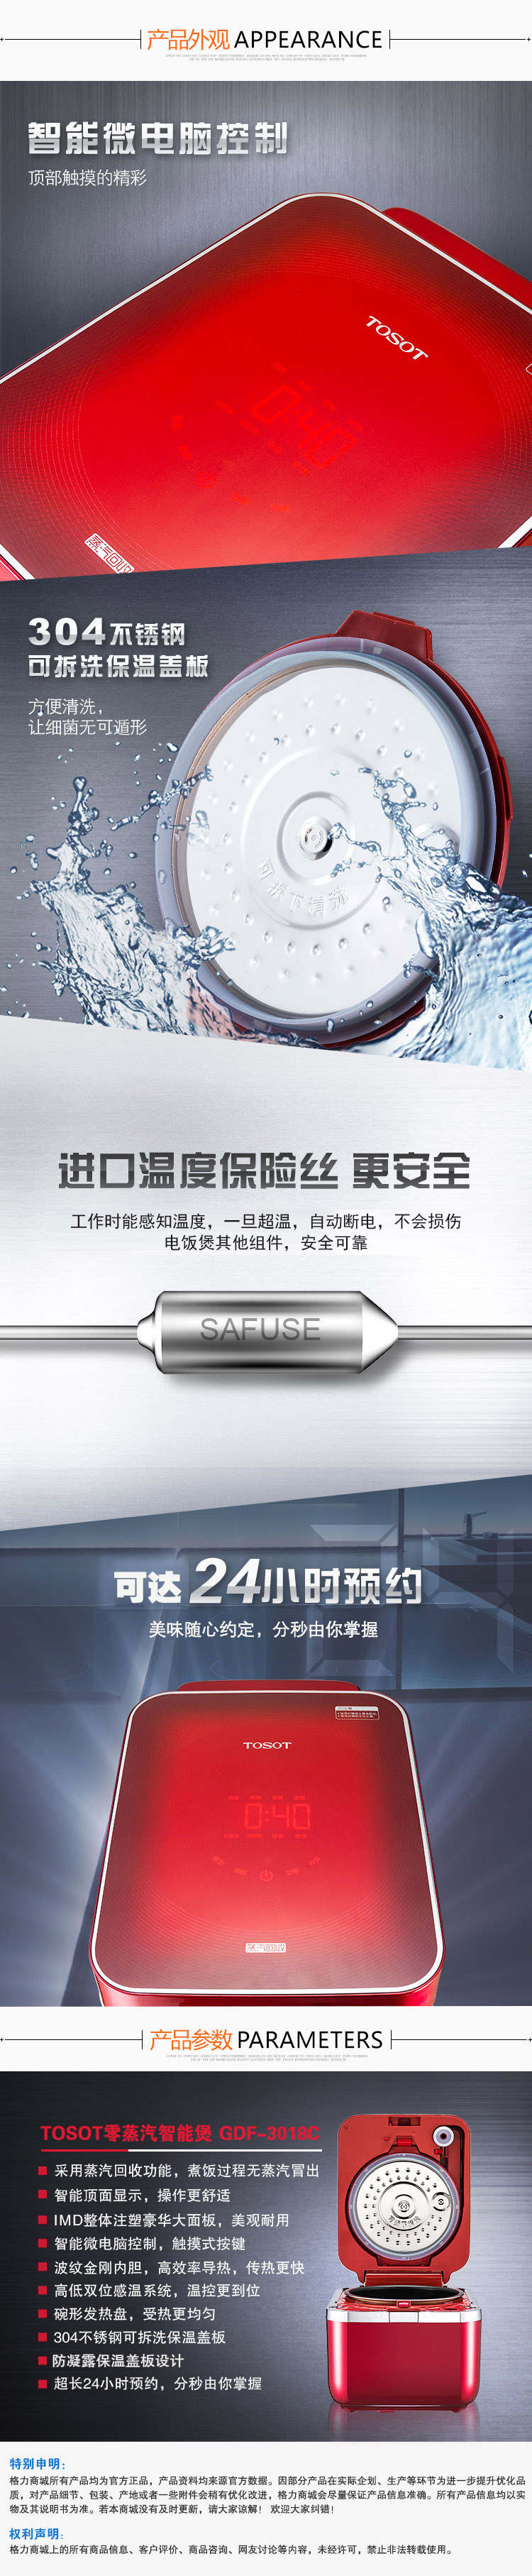 产品外观 APPEARANCE
智能微电脑控制
顶部触摸的精彩
TOSOT
0:40
蒸汽回收
304不锈钢
可拆洗保温盖板
方便清洗，
让细菌无可遁形
可拆下清洗
进口温度保险丝 更安全
工作时能感知温度，一旦超温，自动断电，不会损伤
电饭煲其他组件，安全可靠
SAFUSE
可达24小时预约
美味随心约定，分秒由你掌握
TOSOT
0:40
蒸汽回收
产品参数 PARAMETERS
TOSOT零蒸汽智能煲 GDF-3018C
采用蒸汽回收功能，煮饭过程无蒸汽冒出
智能顶面显示，操作更舒适
IMD整体注塑豪华大面板，美观耐用
智能微电脑控制，触摸式按键
波纹金刚内胆，高效率导热，传热更快
高低双位感温系统，温控更到位
碗形发热盘，受热更均匀
304不锈钢可拆洗保温盖板
防凝露保温盖板设计
超长24小时预约，分秒由你掌握
特别申明：
格力商城所有产品均为官方正品，产品资料均来源官方数据。因部分产品在实际企划、生产等环节为进一步提升优化品
质，对产品细节、包装、产地或者一些附件会稍有优化改进，格力商城会尽量保证产品信息准确。所有产品信息均以实
物及其说明书为准。若本商城没有及时更新，请大家谅解！ 欢迎大家纠错！
权利声明：
格力商城上的所有商品信息、客户评价、商品咨询、网友讨论等内容，未经许可，禁止非法转载使用。